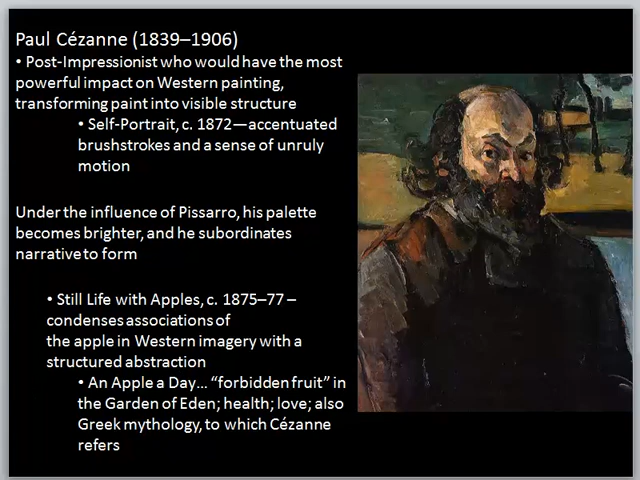 Paul Cézanne (1839–1906)
• Post-Impressionist who would have the most
powerful impact on Western painting,
transforming paint into visible structure
• Self-Portrait, c. 1872—accentuated
brushstrokes and a sense of unruly
motion
Under the influence of Pissarro, his palette
becomes brighter, and he subordinates
narrative to form
• Still Life with Apples, c. 1875–77 –
condenses associations of
the apple in Western imagery with a
structured abstraction
• An Apple a Day... “forbidden fruit” in
the Garden of Eden; health; love; also
Greek mythology, to which Cézanne
refers